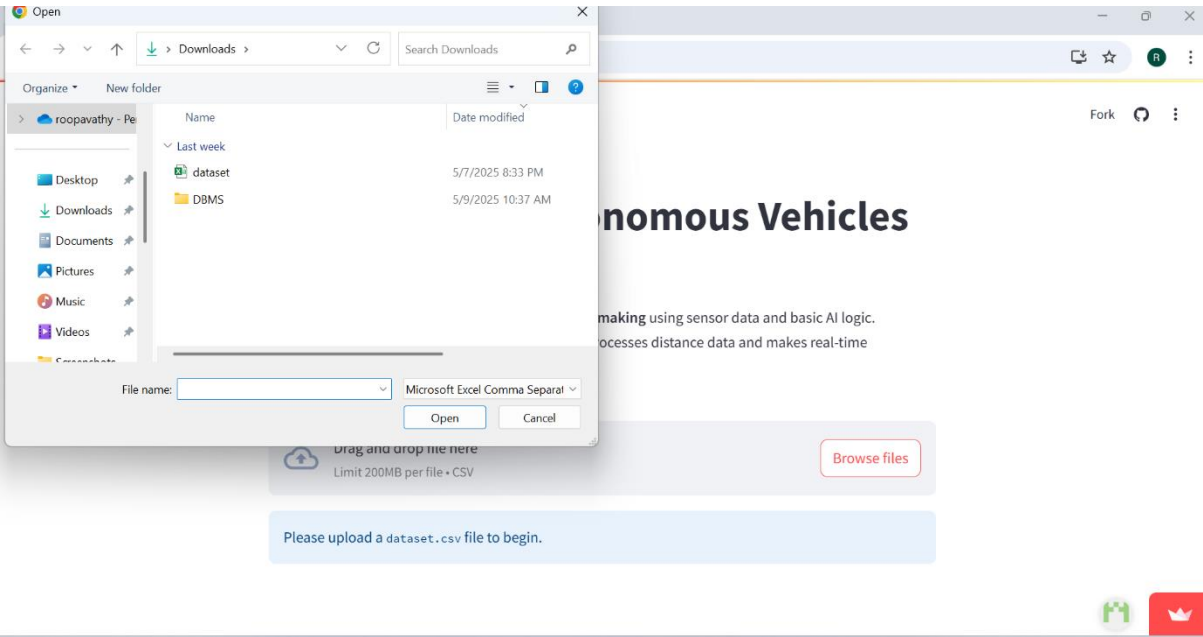 Open
Downloads
Search Downloads
Organize
New folder
roopavathy - Pe
Name
Date modified
Last week
dataset
5/7/2025 8:33 PM
DBMS
5/9/2025 10:37 AM
Desktop
Downloads
Documents
Pictures
Music
Videos
File name:
Microsoft Excel Comma Separat
Open
Cancel
R
Fork
nomous Vehicles
making using sensor data and basic AI logic.
ocesses distance data and makes real-time
Drag and drop file here
Limit 200MB per file • CSV
Browse files
Please upload a dataset.csv file to begin.